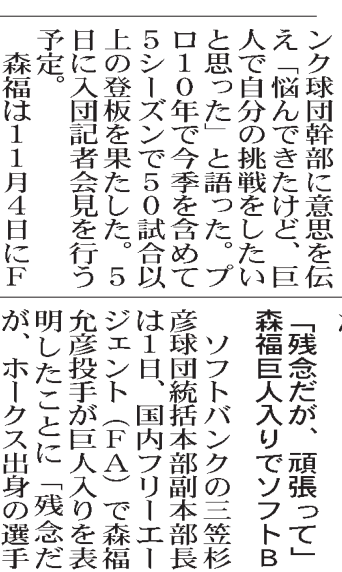 ンク球団幹部に意思を伝
え「悩んできたけど、巨
人で自分の挑戦をしたい
と思った」と語った。プ
ロ１０年で今季を含めて
５シーズンで５０試合以
上の登板を果たした。５
日に入団記者会見を行う
予定。
森福は１１月４日にＦ
「残念だが、頑張って」
森福巨人入りでソフトＢ
ソフトバンクの三笠杉
彦球団統括本部副本部長
は１日、国内フリーエー
ジェント（ＦＡ）で森福
允彦投手が巨人入りを表
明したことに「残念だ
が、ホークス出身の選手